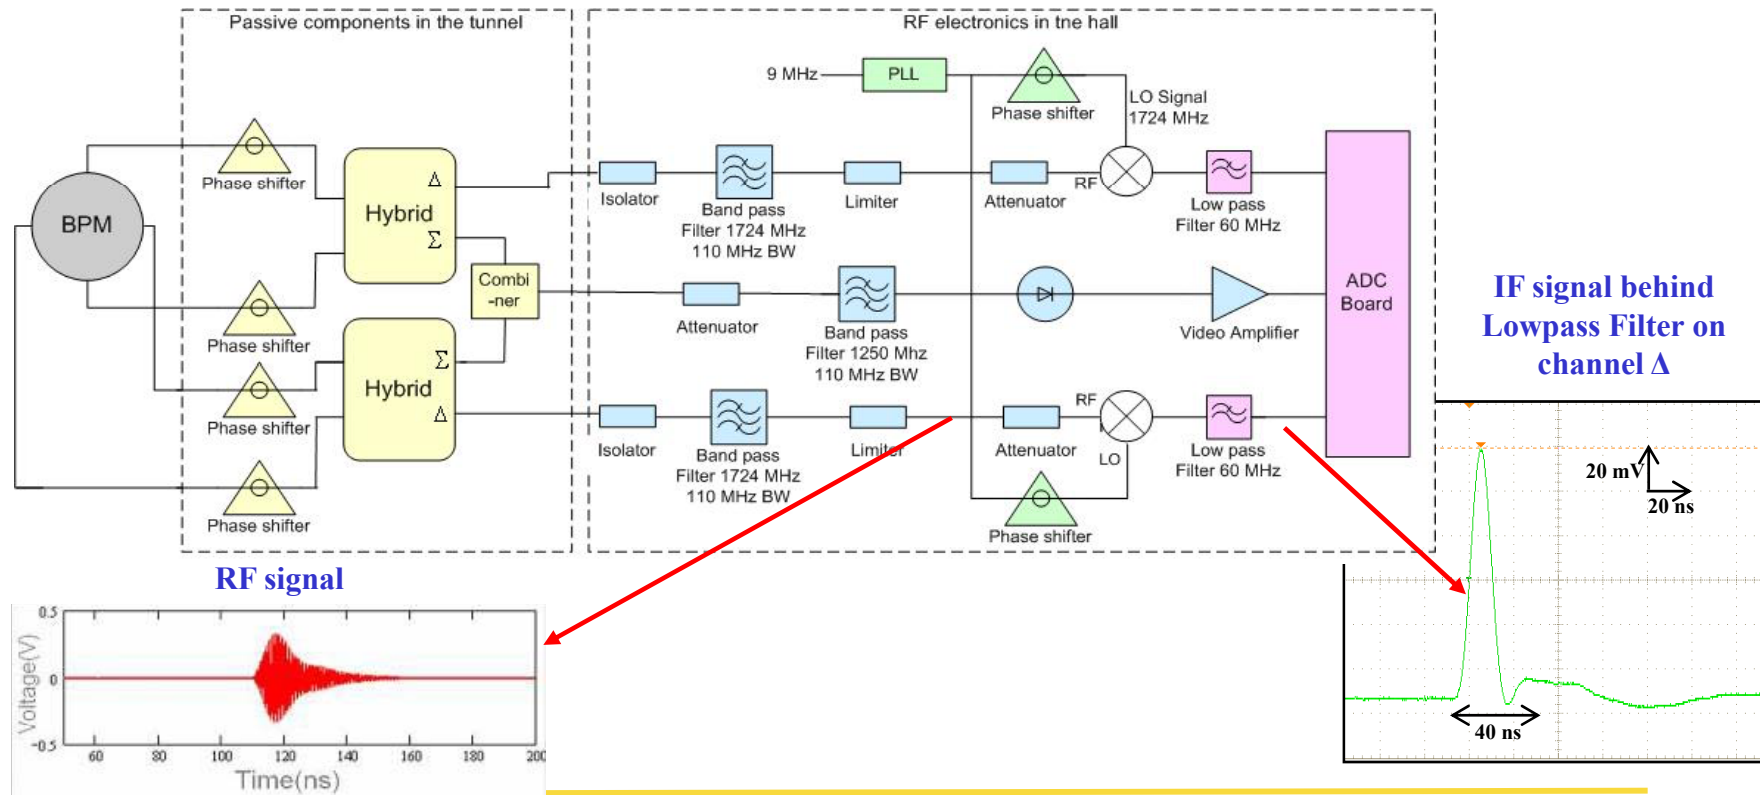 Passive components in the tunnel
RF electronics in tne hall
9 MHz
PLL
Phase shifter
LO Signal
1724 MHz
Phase shifter
BPM
Hybrid
Δ
Σ
Isolator
Band pass
Filter 1724 MHz
110 MHz BW
Limiter
Attenuator
RF
Low pass
Filter 60 MHz
ADC
Board
Combi
-ner
Attenuator
Band pass
Filter 1250 Mhz
110 MHz BW
Video Amplifier
Phase shifter
Phase shifter
Hybrid
Σ
Δ
Phase shifter
Isolator
Band pass
Filter 1724 MHz
110 MHz BW
Limiter
Attenuator
RF
LO
Low pass
Filter 60 MHz
Phase shifter
IF signal behind
Lowpass Filter on
channel Δ
20 mV
20 ns
40 ns
RF signal
0.5
0
-0.5
Voltage(V)
60 80 100 120 140 160 180 200
Time(ns)